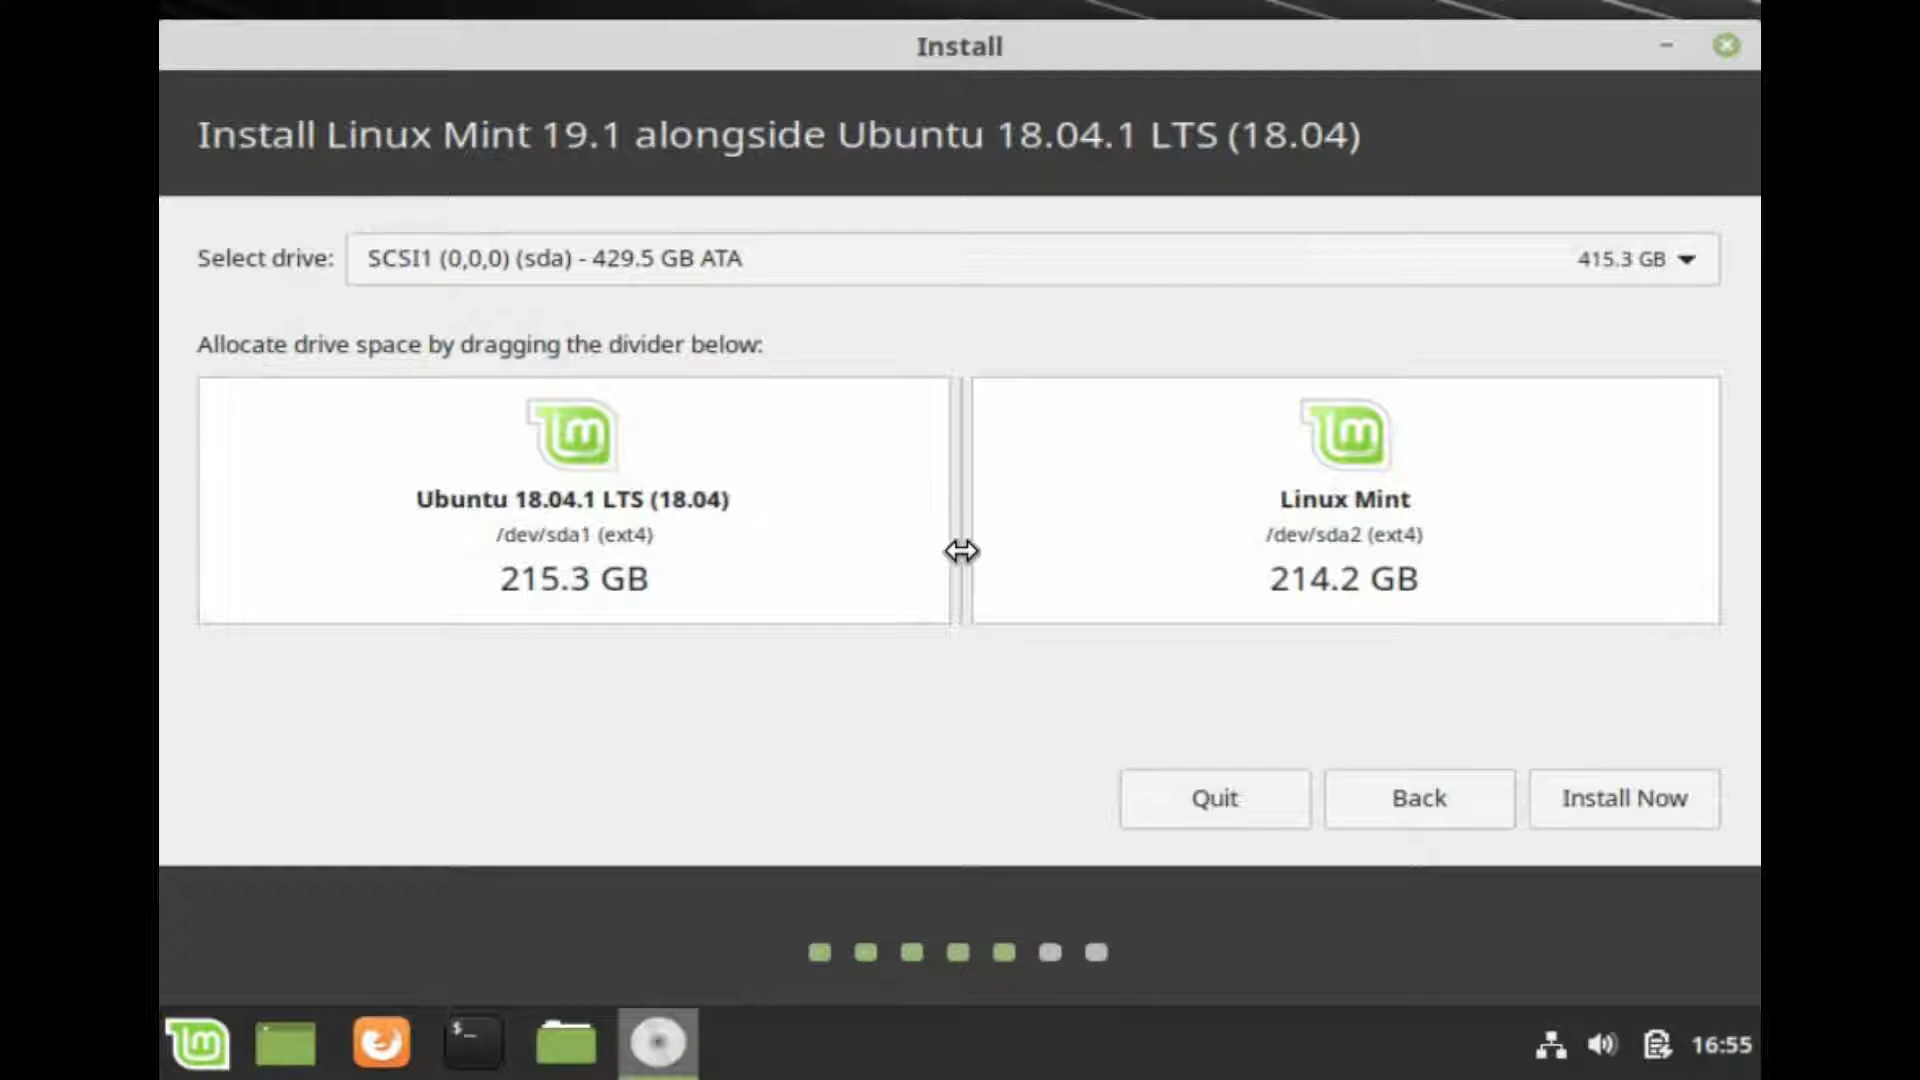 Install
Install Linux Mint 19.1 alongside Ubuntu 18.04.1 LTS (18.04)
Select drive: SCSI1 (0,0,0) (sda) - 429.5 GB ATA 415.3 GB
Allocate drive space by dragging the divider below:
Ubuntu 18.04.1 LTS (18.04)
/dev/sda1 (ext4)
215.3 GB
Linux Mint
/dev/sda2 (ext4)
214.2 GB
Quit Back Install Now
$_
16:55